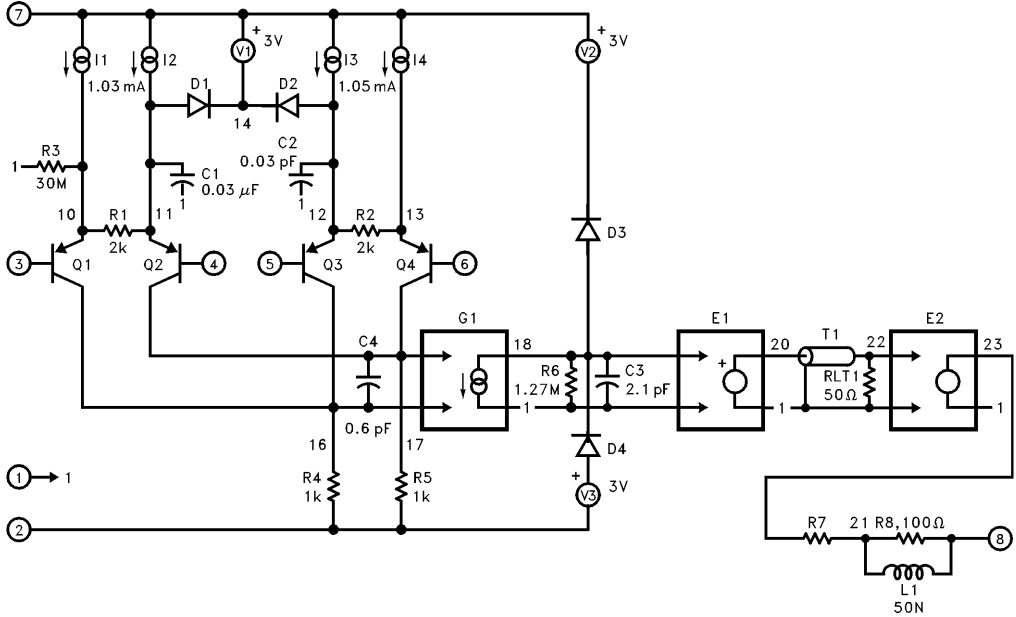 7
+
V1
3V
+
V2
3V
I1
I2
I3
I4
1.03 mA
1.05 mA
D1
D2
14
R3
1
30M
C1
0.03 µF
1
C2
0.03 pF
1
10
R1
11
2k
12
R2
13
2k
D3
3
Q1
Q2
4
5
Q3
Q4
6
C4
0.6 pF
G1
18
1
R6
1.27M
C3
2.1 pF
E1
+
20
1
T1
22
RLT1
50Ω
E2
23
1
D4
+
V3
3V
16
17
R4
1k
R5
1k
1
1
2
R7
21
R8,100Ω
8
L1
50N